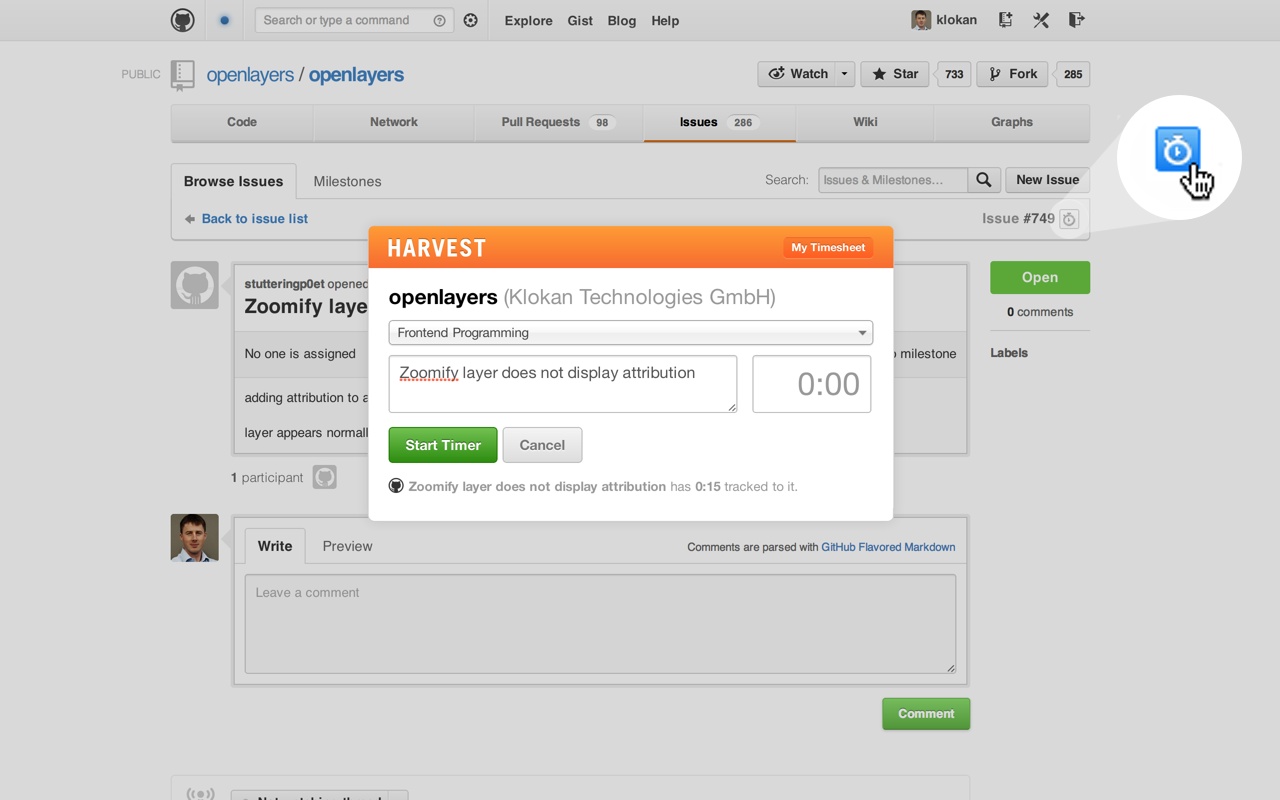 Search or type a command
Explore Gist Blog Help
klokan
PUBLIC openlayers / openlayers
Watch Star 733 Fork 285
Code Network Pull Requests 98 Issues 286 Wiki Graphs
Browse Issues Milestones
Search: Issues & Milestones... New Issue
Back to issue list
Issue #749
HARVEST My Timesheet
openlayers (Klokan Technologies GmbH)
Frontend Programming
Zoomify layer does not display attribution
0:00
Start Timer Cancel
Zoomify layer does not display attribution has 0:15 tracked to it.
stutteringp0et opened
Zoomify laye
No one is assigned
milestone
adding attribution to a
layer appears normall
Open
0 comments
Labels
1 participant
Write Preview
Comments are parsed with GitHub Flavored Markdown
Leave a comment
Comment